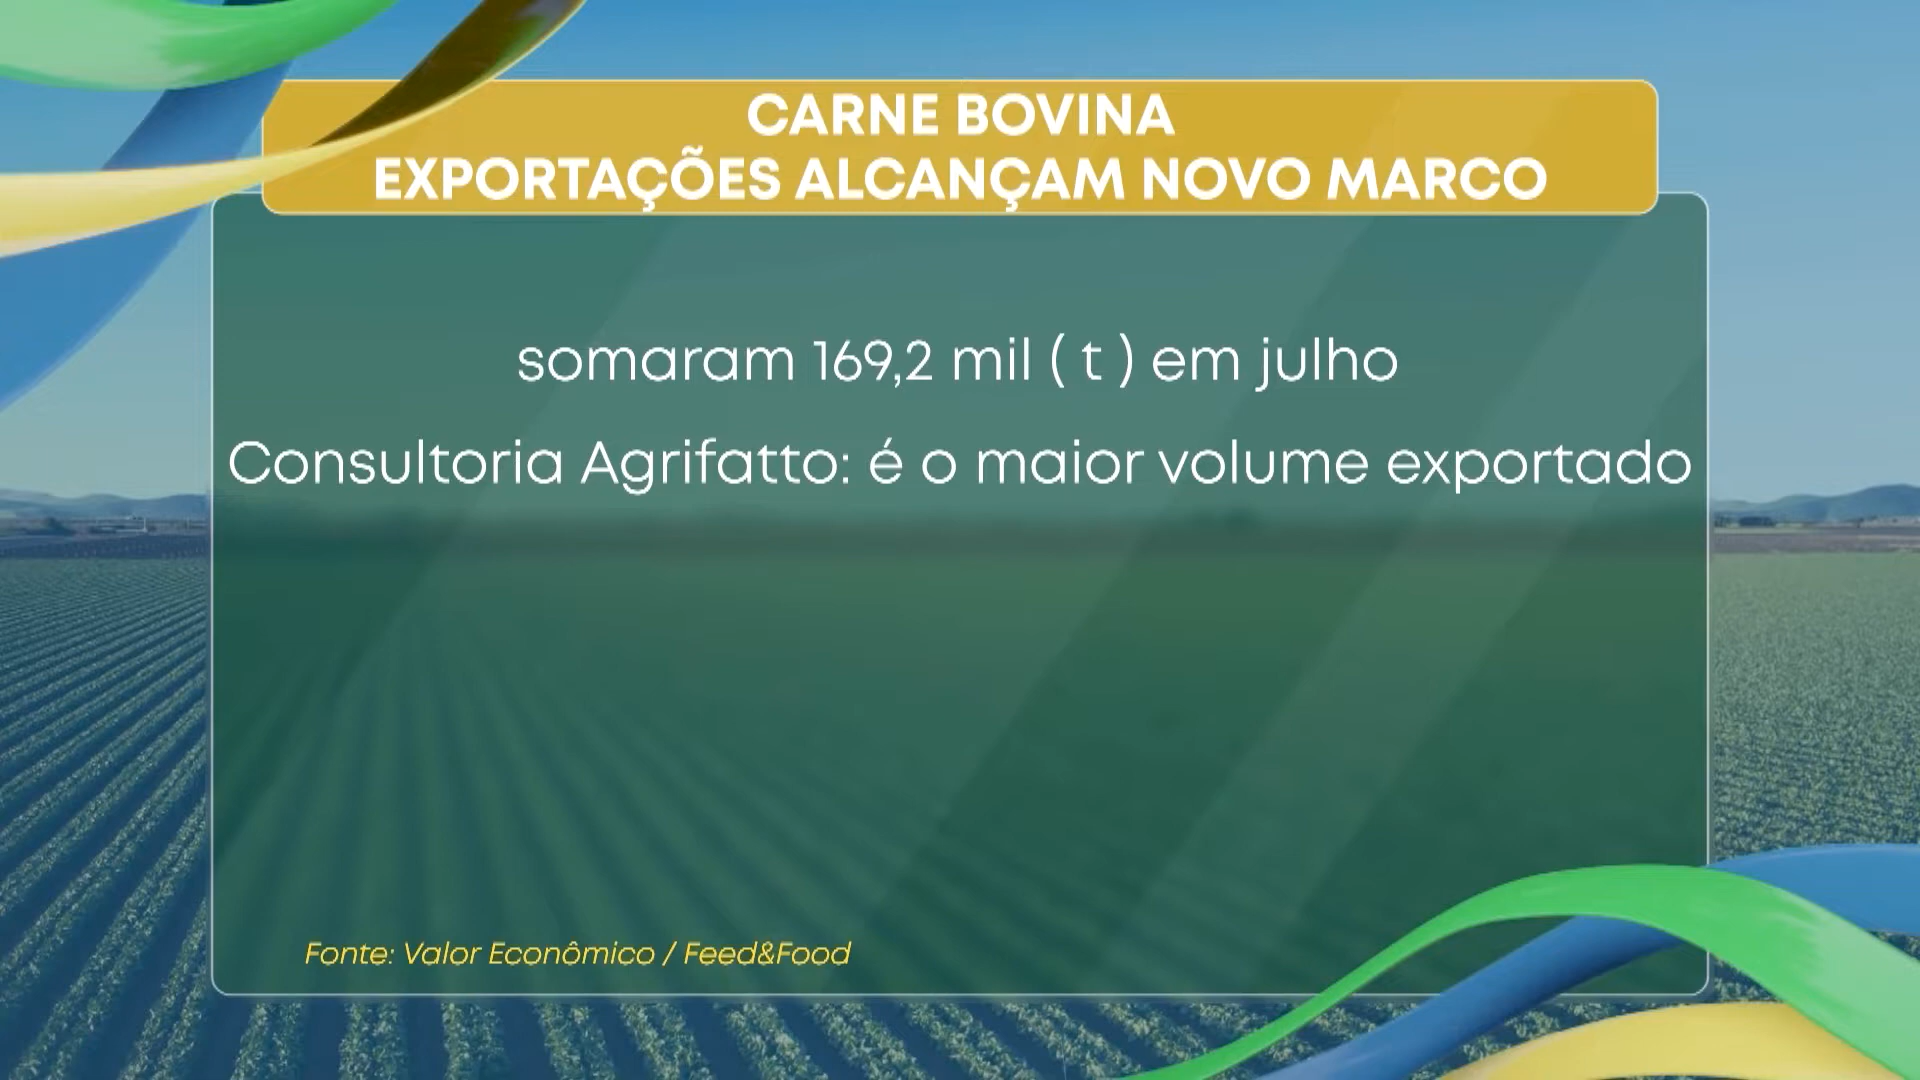 CARNE BOVINA
EXPORTAÇÕES ALCANÇAM NOVO MARCO
somaram 169,2 mil ( t ) em julho
Consultoria Agrifatto: é o maior volume exportado
Fonte: Valor Econômico / Feed&Food